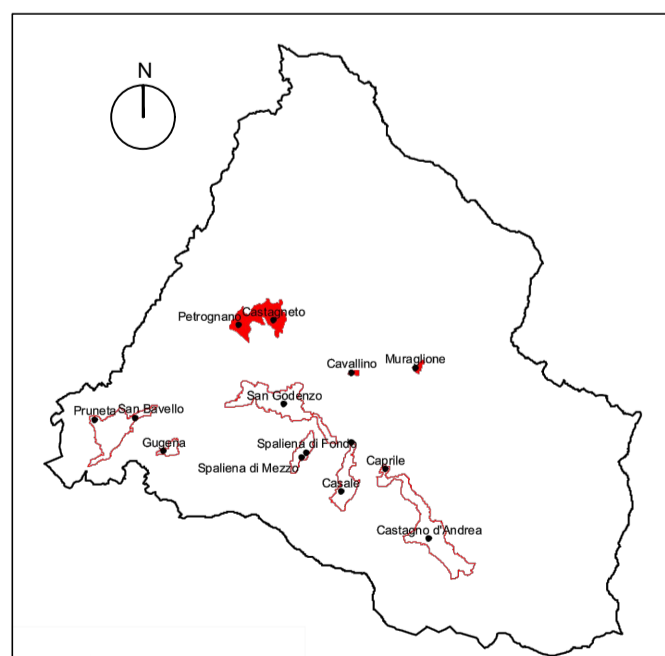 N
Castagneto
Petrognano
Muraglione
Cavallino
San Godenzo
San Bavello
Pruneta
Gugena
Spaliena di Fondo
Spaliena di Mezzo
Caprile
Casale
Castagno d'Andrea